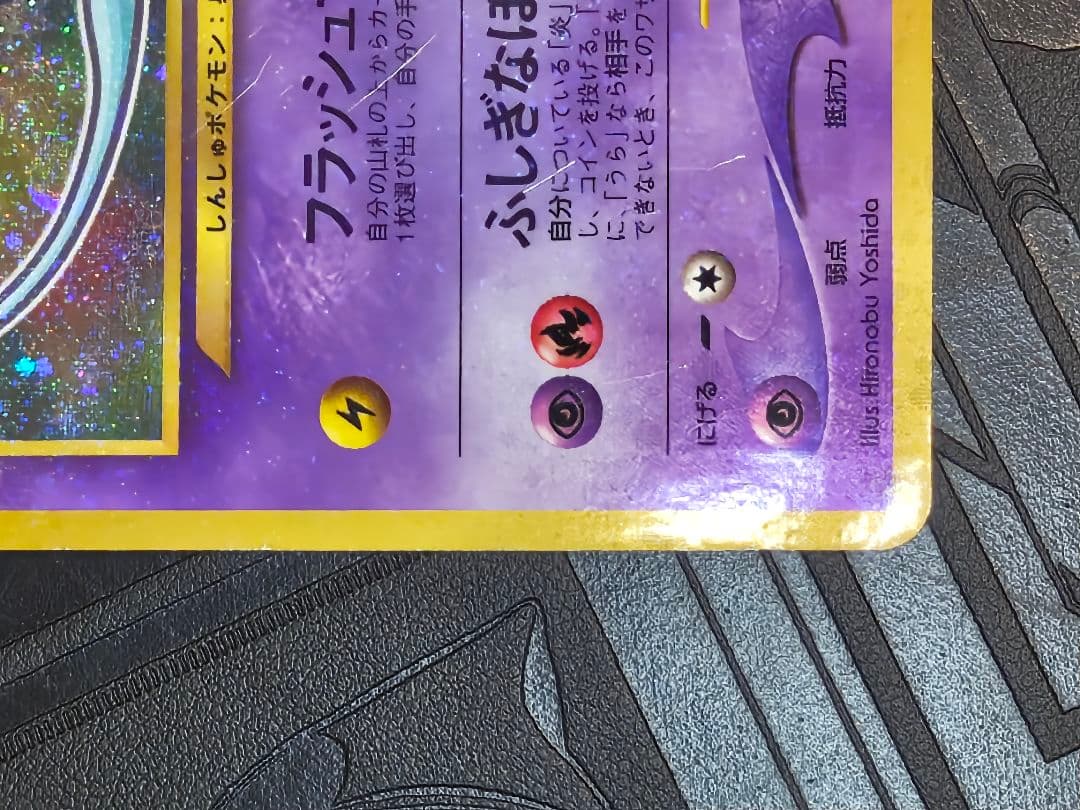 しんしゅポケモン：
フラッシュ
自分の山札の上からカー
1枚選び出し、自分の手
ふしぎなほ
自分についている「炎」
し、コインを投げる。「
に、「うら」なら相手を
できないとき、このワザ
にげる
弱点
抵抗力
Illus. Hironobu Yoshida